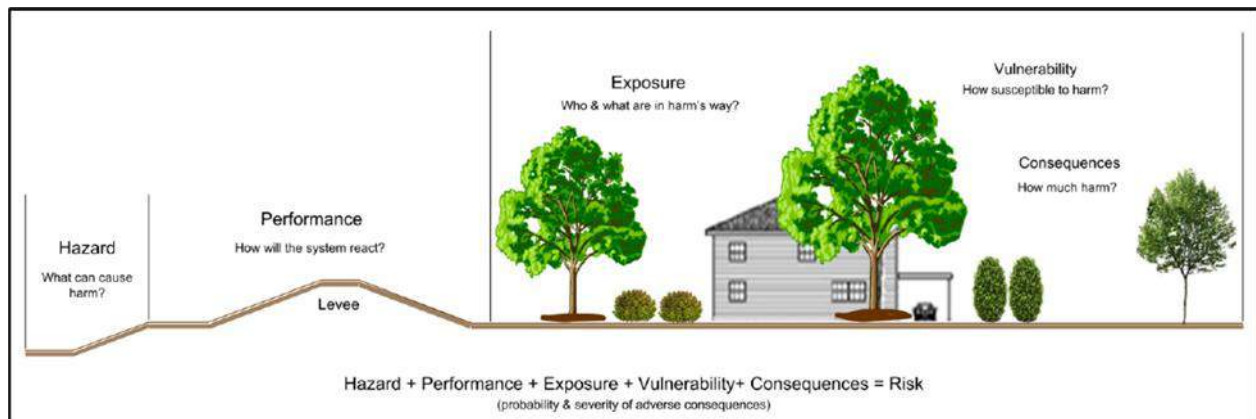 Hazard
What can cause
harm?
Performance
How will the system react?
Levee
Exposure
Who & what are in harm's way?
Vulnerability
How susceptible to harm?
Consequences
How much harm?
Hazard + Performance + Exposure + Vulnerability+ Consequences = Risk
(probability & severity of adverse consequences)